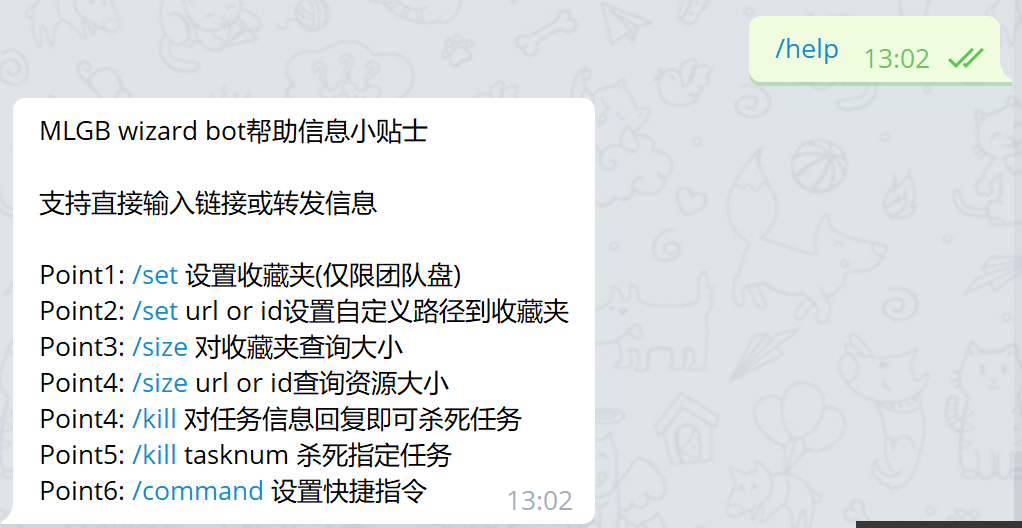 /help 13:02
MLGB wizard bot帮助信息小贴士
支持直接输入链接或转发信息
Point1: /set 设置收藏夹(仅限团队盘)
Point2: /set url or id设置自定义路径到收藏夹
Point3: /size 对收藏夹查询大小
Point4: /size url or id查询资源大小
Point4: /kill 对任务信息回复即可杀死任务
Point5: /kill tasknum 杀死指定任务
Point6: /command 设置快捷指令
13:02